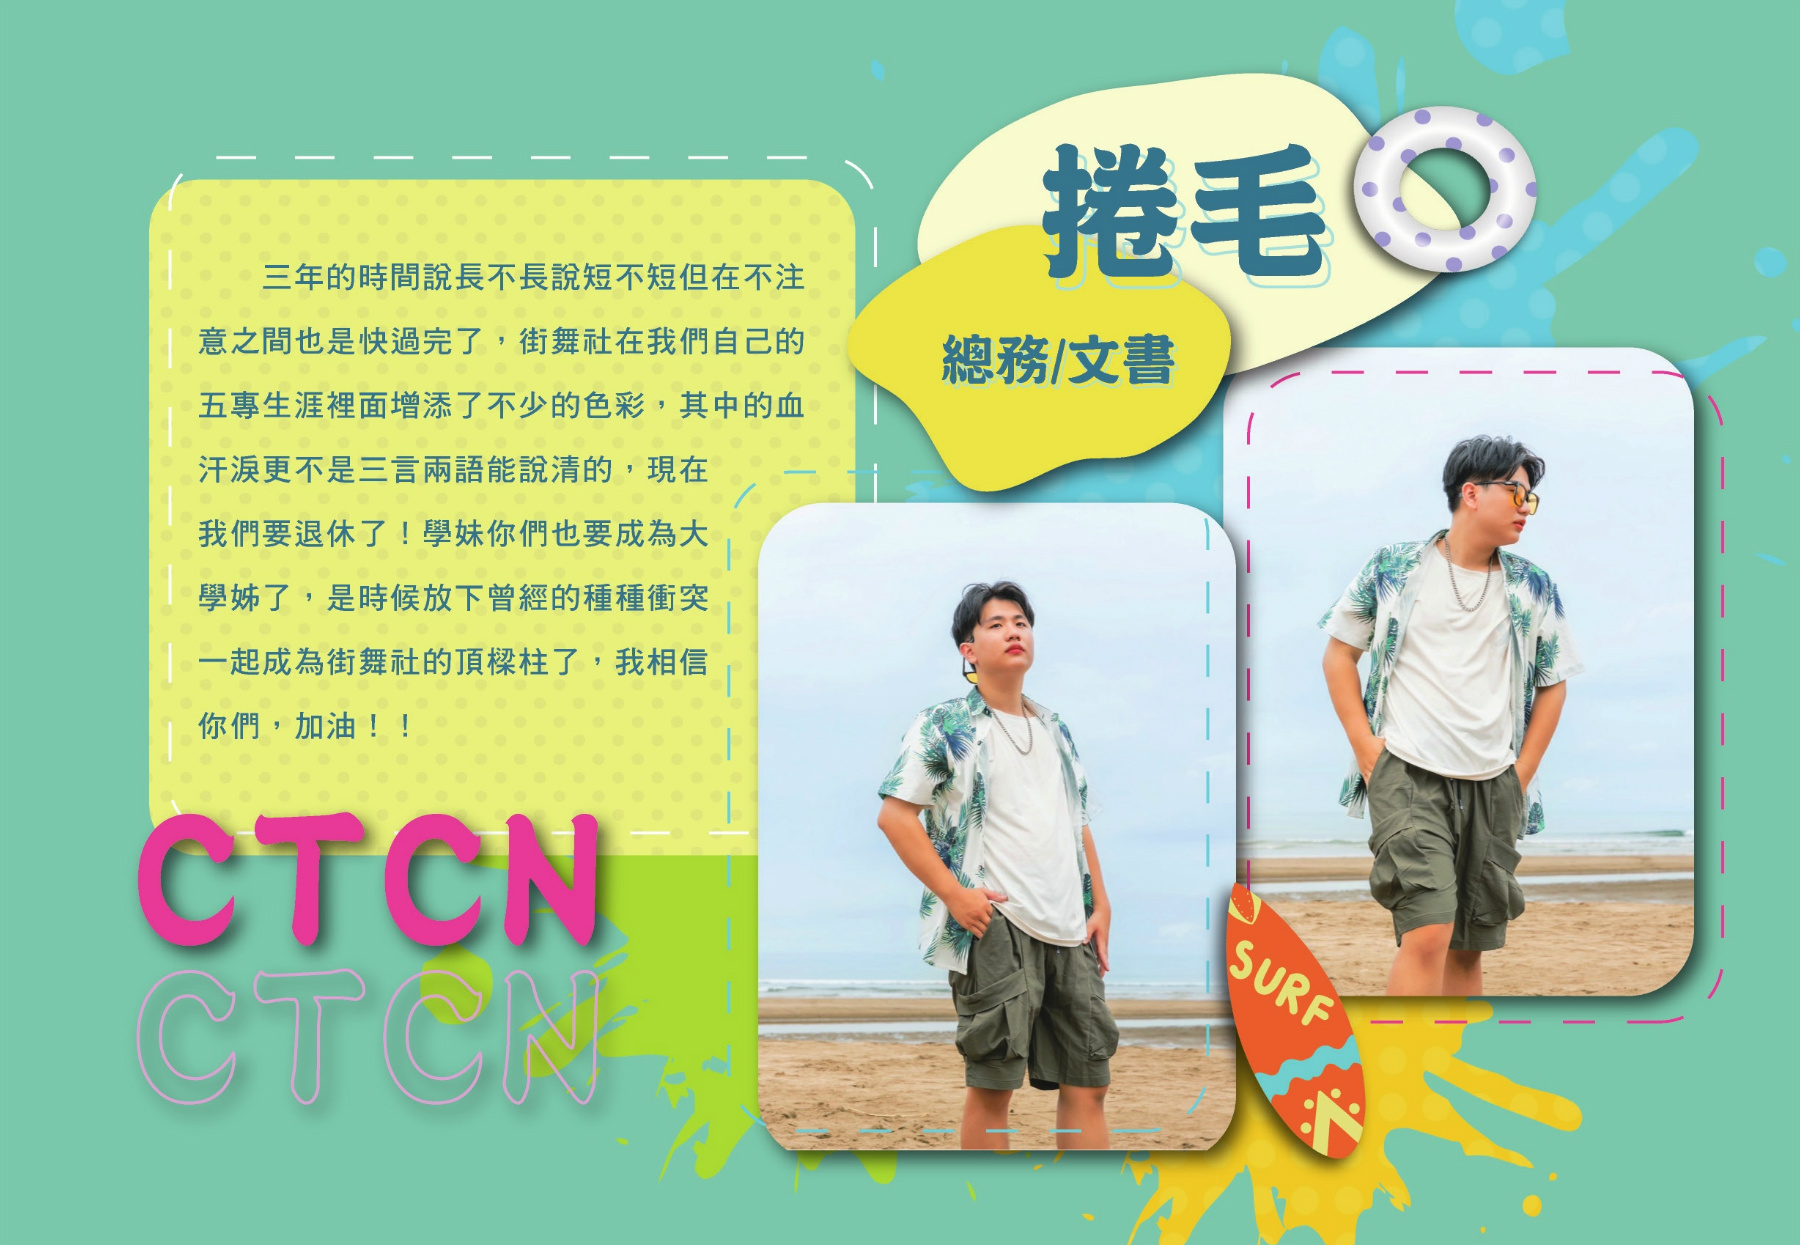 捲毛
總務/文書
三年的時間說長不長說短不短但在不注
意之間也是快過完了，街舞社在我們自己的
五專生涯裡面增添了不少的色彩，其中的血
汗淚更不是三言兩語能說清的，現在
我們要退休了！學妹你們也要成為大
學姊了，是時候放下曾經的種種衝突
一起成為街舞社的頂樑柱了，我相信
你們，加油！！
CTCN
CTCN
SURF